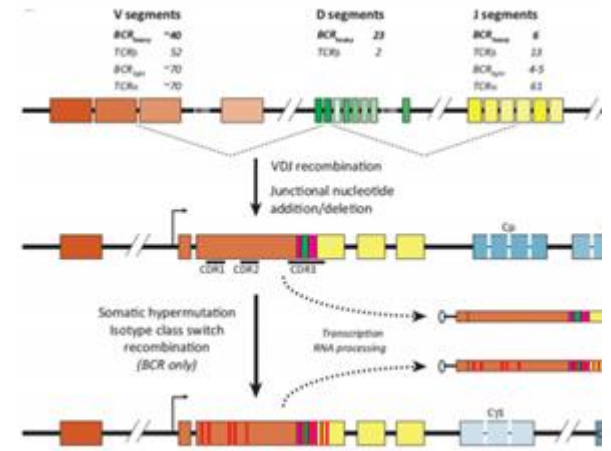 V segments
D segments
J segments
BCRheavy ~40
TCRβ 52
BCRlight ~70
TCRα ~70
BCRheavy 23
TCRβ 2
BCRheavy 6
TCRβ 13
BCRlight 4-5
TCRα 61
VDJ recombination
Junctional nucleotide
addition/deletion
Cμ
CDR1
CDR2
CDR3
Somatic hypermutation
Isotype class switch
recombination
(BCR only)
Transcription
RNA processing